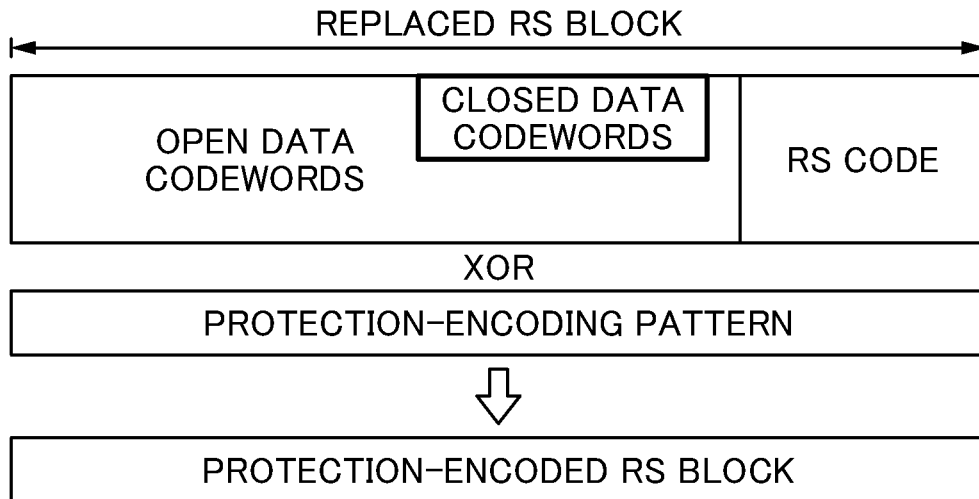 REPLACED RS BLOCK
CLOSED DATA
CODEWORDS
OPEN DATA
CODEWORDS
RS CODE
XOR
PROTECTION-ENCODING PATTERN
PROTECTION-ENCODED RS BLOCK